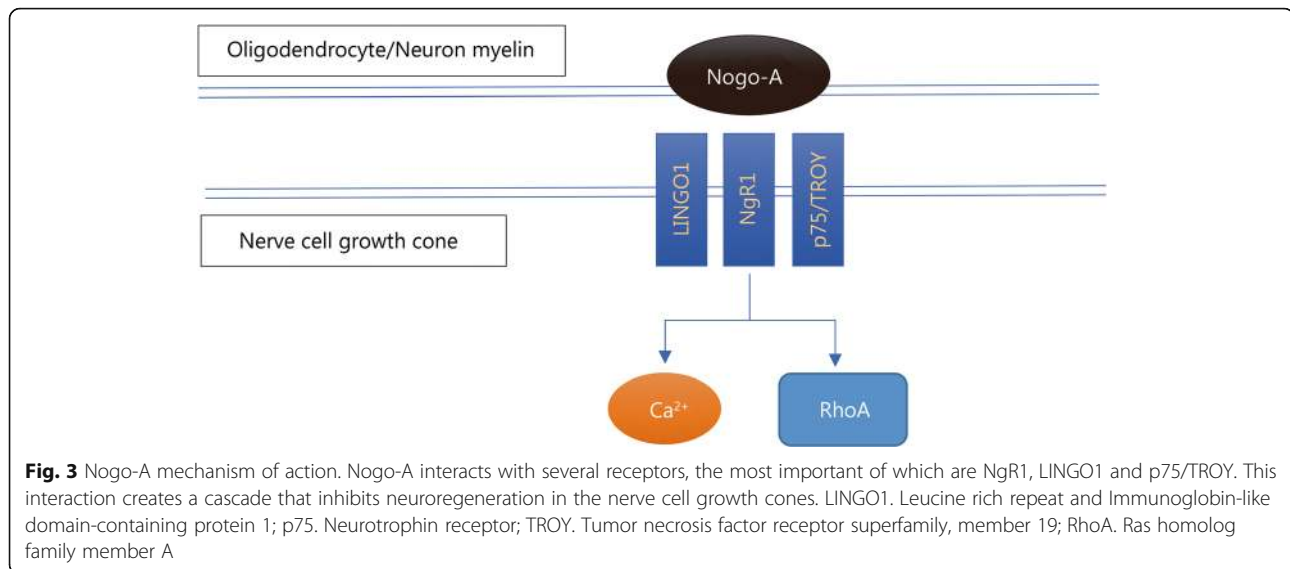 Oligodendrocyte/Neuron myelin
Nogo-A
LINGO1
NgR1
p75/TROY
Nerve cell growth cone
Ca²⁺
RhoA
Fig. 3 Nogo-A mechanism of action. Nogo-A interacts with several receptors, the most important of which are NgR1, LINGO1 and p75/TROY. This
interaction creates a cascade that inhibits neuroregeneration in the nerve cell growth cones. LINGO1. Leucine rich repeat and Immunoglobin-like
domain-containing protein 1; p75. Neurotrophin receptor; TROY. Tumor necrosis factor receptor superfamily, member 19; RhoA. Ras homolog
family member A